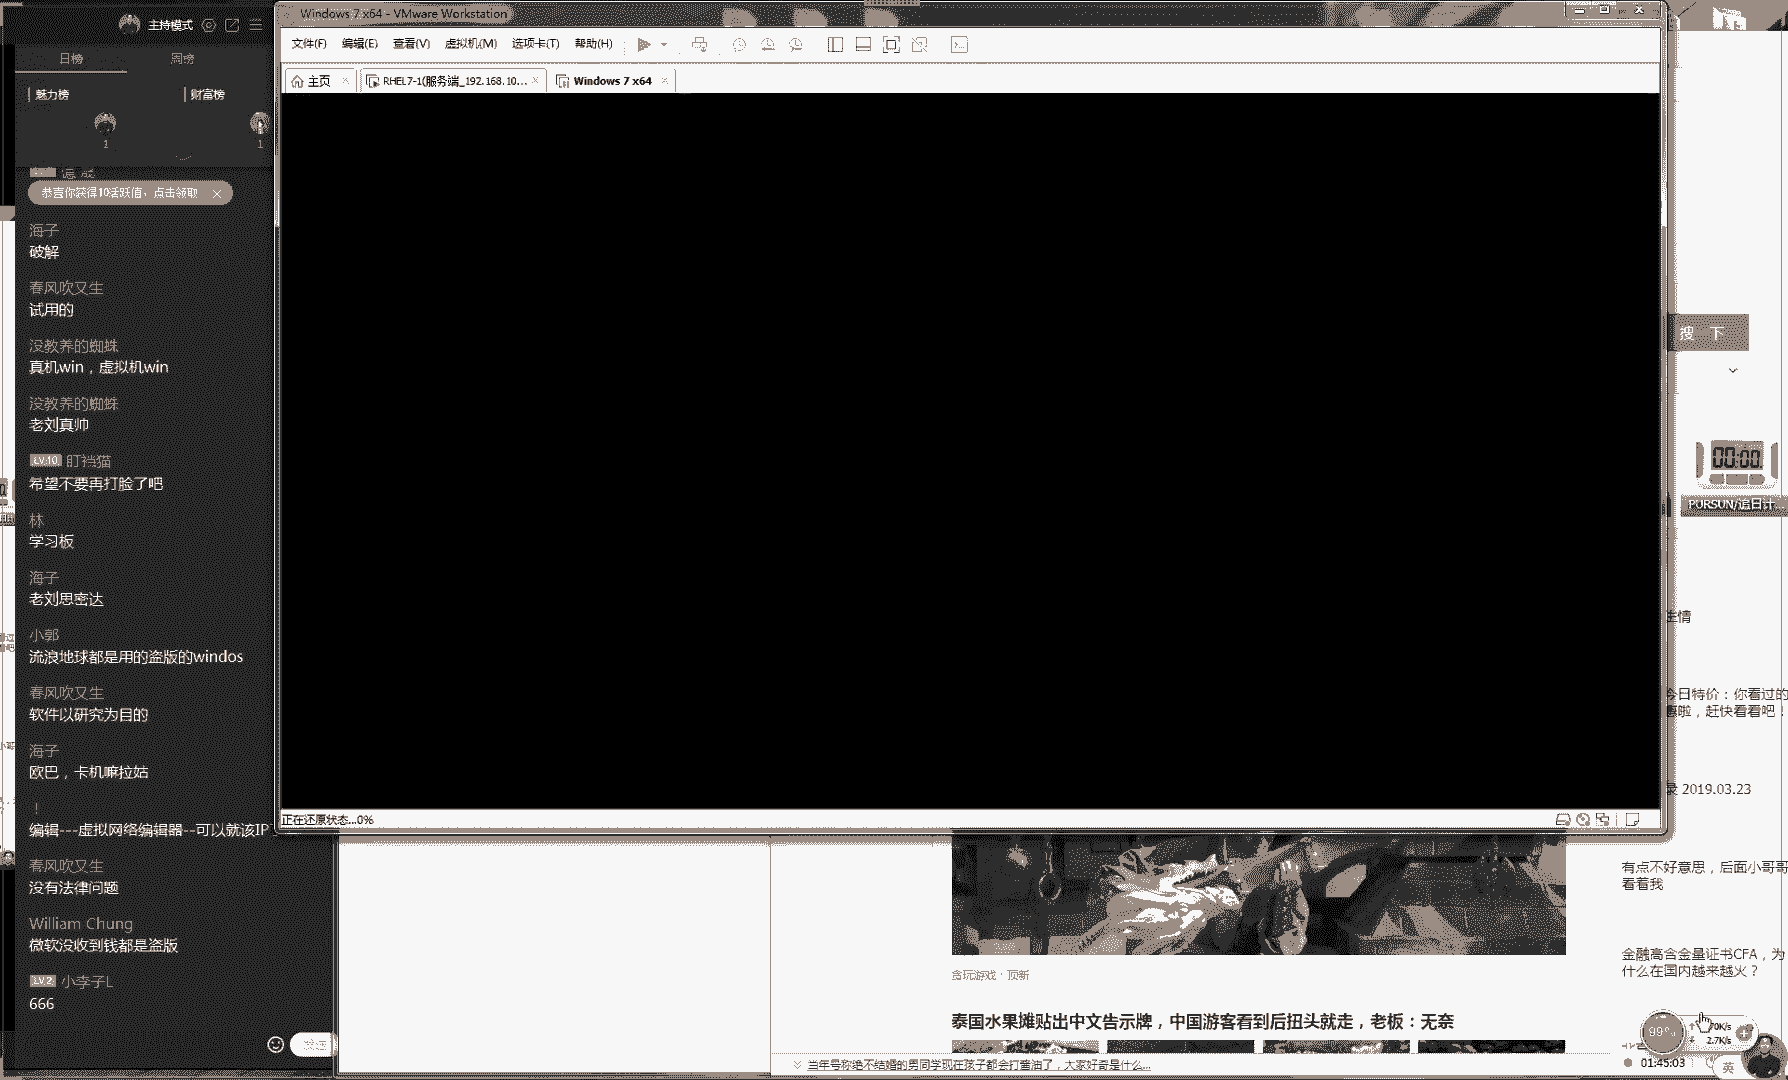 主持模式
日榜
周榜
魅力榜
财富榜
1
1
恭喜你获得10活跃值，点击领取
海子
破解
春风吹又生
试用的
没教养的蜘蛛
真机win，虚拟机win
没教养的蜘蛛
老刘真帅
LV.10 盯裆猫
希望不要再打脸了吧
林
学习板
海子
老刘思密达
小郭
流浪地球都是用的盗版的windos
春风吹又生
软件以研究为目的
海子
欧巴，卡机嘛拉姑
！
编辑---虚拟网络编辑器--可以就该IP
春风吹又生
没有法律问题
William Chung
微软没收到钱都是盗版
LV.2 小李子L
666
发送
Windows 7 x64 - VMware Workstation
文件(F) 编辑(E) 查看(V) 虚拟机(M) 选项卡(T) 帮助(H)
主页
RHEL7-1(服务端_192.168.10...
Windows 7 x64
正在还原状态...0%
搜 下
00:00
PURSUN/追日计...
生情
今日特价：你看过的
啦，赶快看看吧！
录 2019.03.23
有点不好意思，后面小哥哥
看着我
金融高含金量证书CFA，为
什么在国内越来越火？
贪玩游戏 · 顶新
泰国水果摊贴出中文告示牌，中国游客看到后扭头就走，老板：无奈
当年号称绝不结婚的男同学现在孩子都会打酱油了，大家好奇是什么...
99%
70K/s
2.7K/s
01:45:03
英